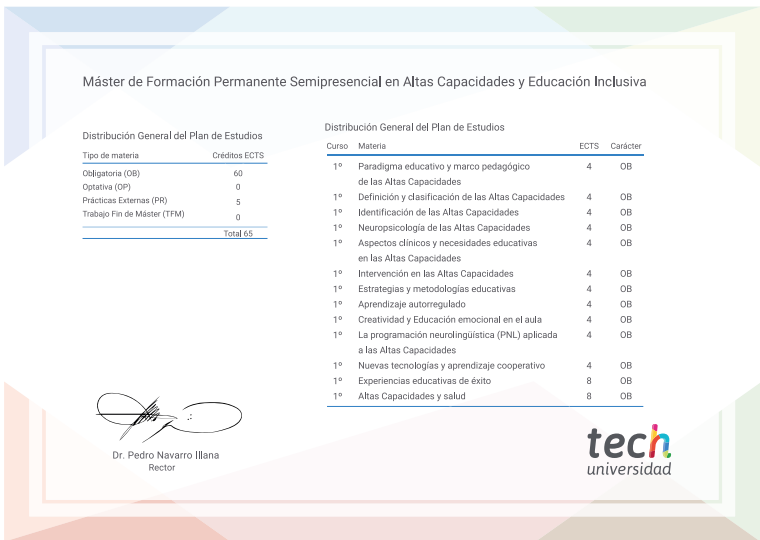 Máster de Formación Permanente Semipresencial en Altas Capacidades y Educación Inclusiva
Distribución General del Plan de Estudios
Tipo de materia Créditos ECTS
Obligatoria (OB) 60
Optativa (OP) 0
Prácticas Externas (PR) 5
Trabajo Fin de Máster (TFM) 0
Total 65
Distribución General del Plan de Estudios
Curso Materia ECTS Carácter
1º Paradigma educativo y marco pedagógico 4 OB
de las Altas Capacidades
1º Definición y clasificación de las Altas Capacidades 4 OB
1º Identificación de las Altas Capacidades 4 OB
1º Neuropsicología de las Altas Capacidades 4 OB
1º Aspectos clínicos y necesidades educativas 4 OB
en las Altas Capacidades
1º Intervención en las Altas Capacidades 4 OB
1º Estrategias y metodologías educativas 4 OB
1º Aprendizaje autorregulado 4 OB
1º Creatividad y Educación emocional en el aula 4 OB
1º La programación neurolingüística (PNL) aplicada 4 OB
a las Altas Capacidades
1º Nuevas tecnologías y aprendizaje cooperativo 4 OB
1º Experiencias educativas de éxito 8 OB
1º Altas Capacidades y salud 8 OB
Dr. Pedro Navarro Illana
Rector
tech
universidad